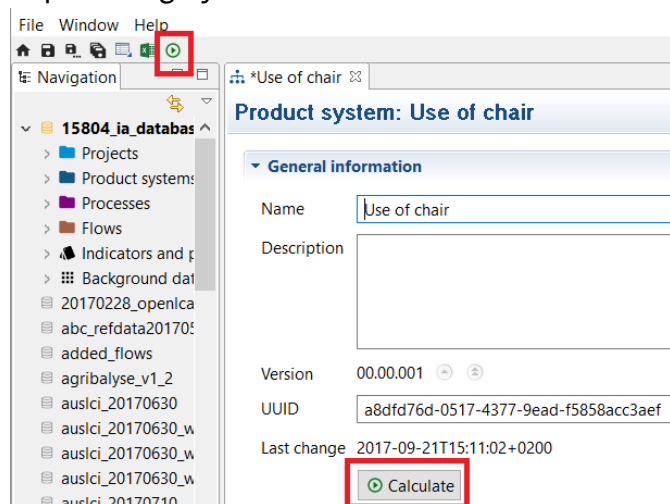 File Window Help
Navigation
*Use of chair
15804_ia_databas
Product system: Use of chair
Projects
General information
Product systems
Processes
Name Use of chair
Flows
Description
Indicators and p
Background dat
20170228_openlca
abc_refdata20170
added_flows
Version 00.00.001
agribalyse_v1_2
auslci_20170630
UUID a8dfd76d-0517-4377-9ead-f5858acc3aef
auslci_20170630_w
auslci_20170630_w
Last change 2017-09-21T15:11:02+0200
auslci_20170630_w
Calculate
auslci_20170710